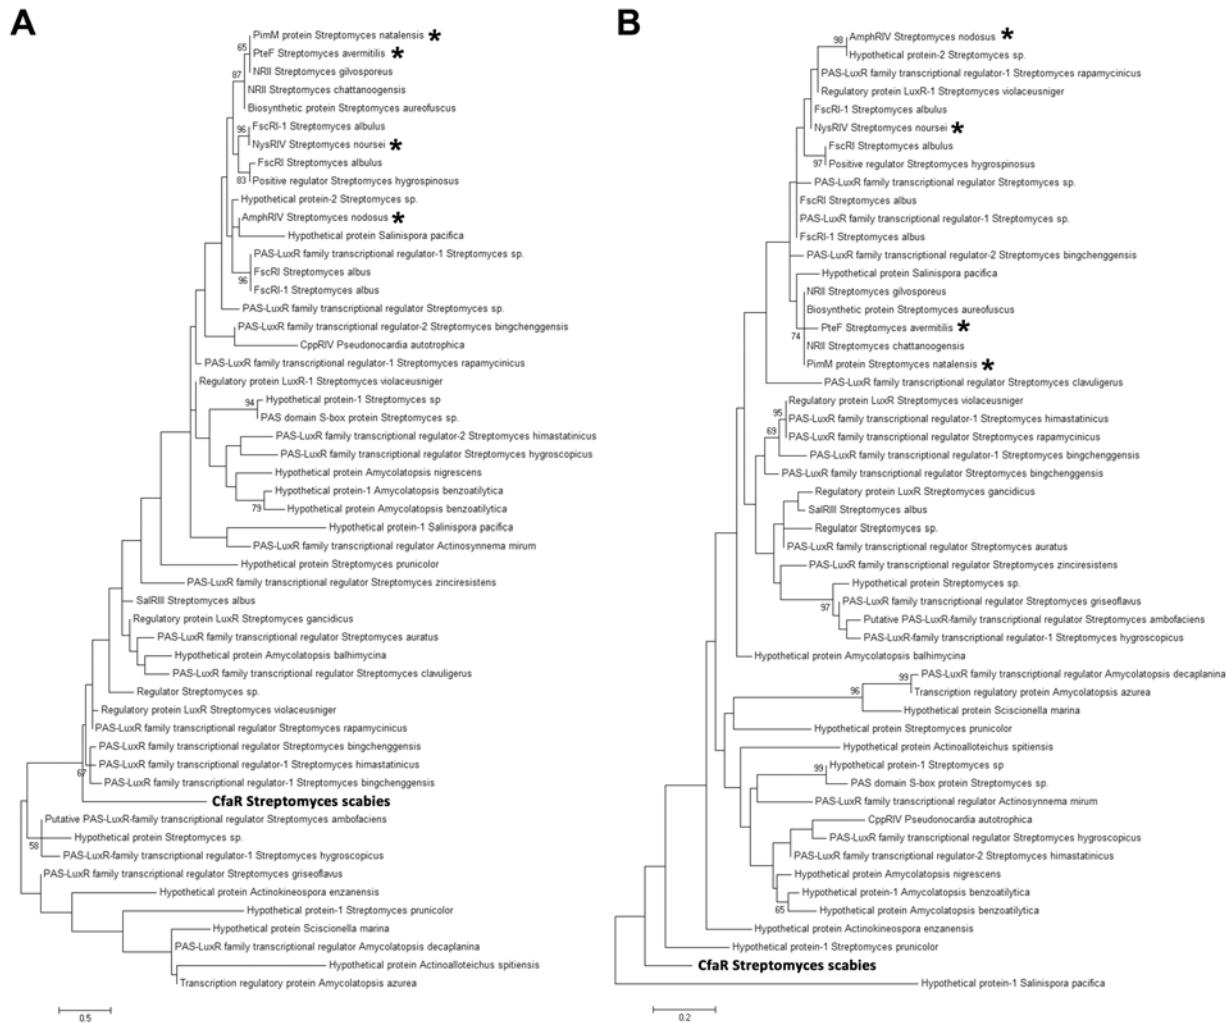 A
PimM protein Streptomyces natalensis *
65
PteF Streptomyces avermitilis *
NRII Streptomyces gilvosporeus
87
NRII Streptomyces chattanoogensis
Biosynthetic protein Streptomyces aureofuscus
FscRI-1 Streptomyces albulus
96
NysRIV Streptomyces noursei *
FscRI Streptomyces albulus
83
Positive regulator Streptomyces hygrospinosus
Hypothetical protein-2 Streptomyces sp.
AmphRIV Streptomyces nodosus *
Hypothetical protein Salinispora pacifica
PAS-LuxR family transcriptional regulator-1 Streptomyces sp.
FscRI Streptomyces albus
96
FscRI-1 Streptomyces albus
PAS-LuxR family transcriptional regulator Streptomyces sp.
PAS-LuxR family transcriptional regulator-2 Streptomyces bingchenggensis
CppRIV Pseudonocardia autotrophica
PAS-LuxR family transcriptional regulator-1 Streptomyces rapamycinicus
Regulatory protein LuxR-1 Streptomyces violaceusniger
Hypothetical protein-1 Streptomyces sp
94
PAS domain S-box protein Streptomyces sp.
PAS-LuxR family transcriptional regulator-2 Streptomyces himastatinicus
PAS-LuxR family transcriptional regulator Streptomyces hygroscopicus
Hypothetical protein Amycolatopsis nigrescens
Hypothetical protein-1 Amycolatopsis benzoatilytica
79
Hypothetical protein Amycolatopsis benzoatilytica
Hypothetical protein-1 Salinispora pacifica
PAS-LuxR family transcriptional regulator Actinosynnema mirum
Hypothetical protein Streptomyces prunicolor
PAS-LuxR family transcriptional regulator Streptomyces zinciresistens
SalRIII Streptomyces albus
Regulatory protein LuxR Streptomyces gancidicus
PAS-LuxR family transcriptional regulator Streptomyces auratus
Hypothetical protein Amycolatopsis balhimycina
PAS-LuxR family transcriptional regulator Streptomyces clavuligerus
Regulator Streptomyces sp.
Regulatory protein LuxR Streptomyces violaceusniger
PAS-LuxR family transcriptional regulator Streptomyces rapamycinicus
PAS-LuxR family transcriptional regulator Streptomyces bingchenggensis
PAS-LuxR family transcriptional regulator-1 Streptomyces himastatinicus
67
PAS-LuxR family transcriptional regulator-1 Streptomyces bingchenggensis
CfaR Streptomyces scabies
Putative PAS-LuxR-family transcriptional regulator Streptomyces ambofaciens
Hypothetical protein Streptomyces sp.
58
PAS-LuxR-family transcriptional regulator-1 Streptomyces hygroscopicus
PAS-LuxR family transcriptional regulator Streptomyces griseoflavus
Hypothetical protein Actinokineospora enzanensis
Hypothetical protein-1 Streptomyces prunicolor
Hypothetical protein Sciscionella marina
PAS-LuxR family transcriptional regulator Amycolatopsis decaplanina
Hypothetical protein Actinoalloteichus spitiensis
Transcription regulatory protein Amycolatopsis azurea
0.5
B
AmphRIV Streptomyces nodosus *
98
Hypothetical protein-2 Streptomyces sp.
PAS-LuxR family transcriptional regulator-1 Streptomyces rapamycinicus
Regulatory protein LuxR-1 Streptomyces violaceusniger
FscRI-1 Streptomyces albulus
NysRIV Streptomyces noursei *
FscRI Streptomyces albulus
97
Positive regulator Streptomyces hygrospinosus
PAS-LuxR family transcriptional regulator Streptomyces sp.
FscRI Streptomyces albus
PAS-LuxR family transcriptional regulator-1 Streptomyces sp.
FscRI-1 Streptomyces albus
PAS-LuxR family transcriptional regulator-2 Streptomyces bingchenggensis
Hypothetical protein Salinispora pacifica
NRII Streptomyces gilvosporeus
Biosynthetic protein Streptomyces aureofuscus
PteF Streptomyces avermitilis *
74
NRII Streptomyces chattanoogensis
PimM protein Streptomyces natalensis *
PAS-LuxR family transcriptional regulator Streptomyces clavuligerus
Regulatory protein LuxR Streptomyces violaceusniger
95
PAS-LuxR family transcriptional regulator-1 Streptomyces himastatinicus
69
PAS-LuxR family transcriptional regulator Streptomyces rapamycinicus
PAS-LuxR family transcriptional regulator-1 Streptomyces bingchenggensis
PAS-LuxR family transcriptional regulator Streptomyces bingchenggensis
Regulatory protein LuxR Streptomyces gancidicus
SalRIII Streptomyces albus
Regulator Streptomyces sp.
PAS-LuxR family transcriptional regulator Streptomyces auratus
PAS-LuxR family transcriptional regulator Streptomyces zinciresistens
Hypothetical protein Streptomyces sp.
97
PAS-LuxR family transcriptional regulator Streptomyces griseoflavus
Putative PAS-LuxR-family transcriptional regulator Streptomyces ambofaciens
PAS-LuxR-family transcriptional regulator-1 Streptomyces hygroscopicus
Hypothetical protein Amycolatopsis balhimycina
PAS-LuxR family transcriptional regulator Amycolatopsis decaplanina
99
96
Transcription regulatory protein Amycolatopsis azurea
Hypothetical protein Sciscionella marina
Hypothetical protein Streptomyces prunicolor
Hypothetical protein Actinoalloteichus spitiensis
Hypothetical protein-1 Streptomyces sp
99
PAS domain S-box protein Streptomyces sp.
PAS-LuxR family transcriptional regulator Actinosynnema mirum
CppRIV Pseudonocardia autotrophica
PAS-LuxR family transcriptional regulator Streptomyces hygroscopicus
PAS-LuxR family transcriptional regulator-2 Streptomyces himastatinicus
Hypothetical protein Amycolatopsis nigrescens
Hypothetical protein-1 Amycolatopsis benzoatilytica
65
Hypothetical protein Amycolatopsis benzoatilytica
Hypothetical protein Actinokineospora enzanensis
Hypothetical protein-1 Streptomyces prunicolor
CfaR Streptomyces scabies
Hypothetical protein-1 Salinispora pacifica
0.2